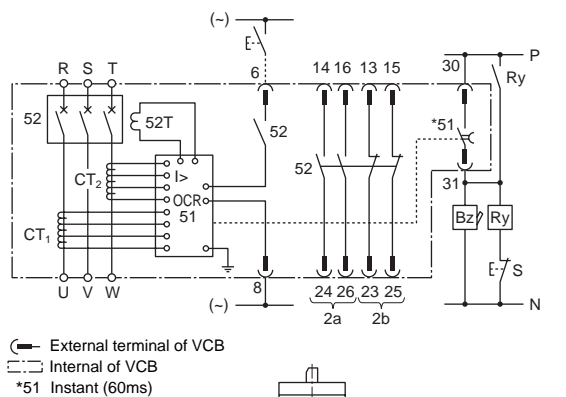 (~)
R S T
6
14 16 13 15
30
P
Ry
52
52T
52
*51
CT2
I>
OCR
51
52
31
CT1
Bz
Ry
S
U V W
8
24 26 23 25
(~)
2a 2b
N
External terminal of VCB
Internal of VCB
*51 Instant (60ms)